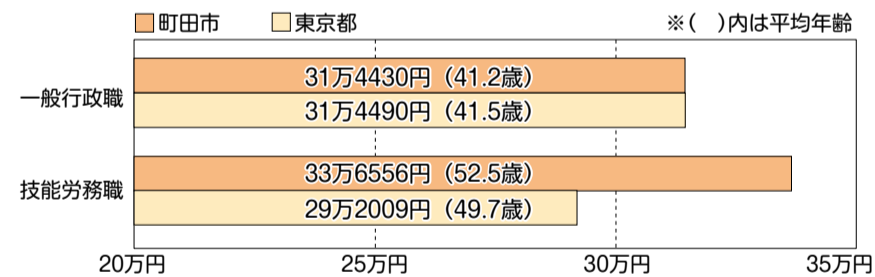 町田市 東京都 ※( )内は平均年齢
一般行政職
31万4430円（41.2歳）
31万4490円（41.5歳）
技能労務職
33万6556円（52.5歳）
29万2009円（49.7歳）
20万円 25万円 30万円 35万円